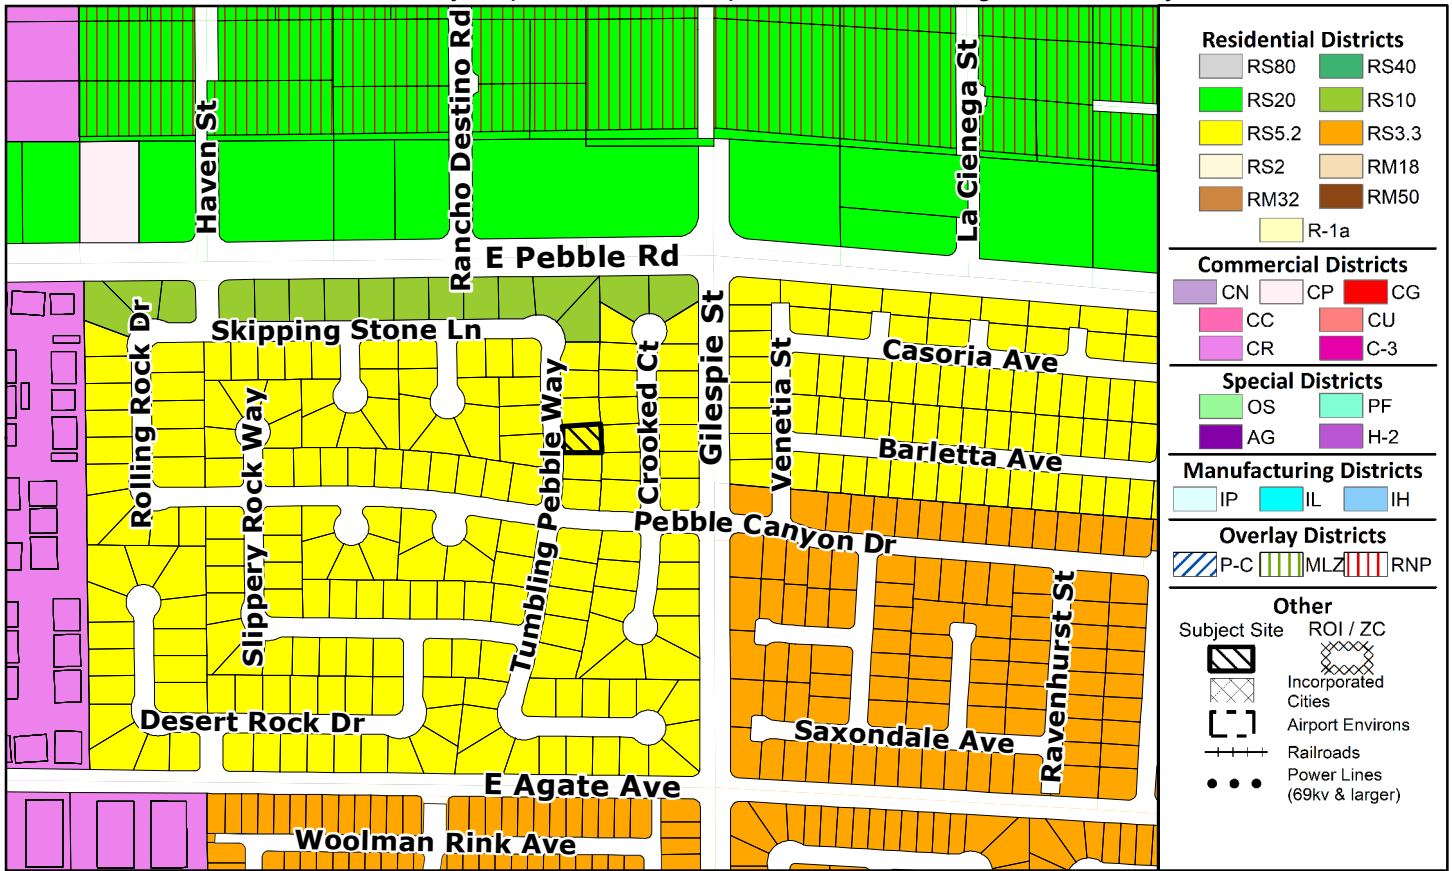 Haven St
Rancho Destino Rd
La Cienega St
E Pebble Rd
Rolling Rock Dr
Skipping Stone Ln
Slippery Rock Way
Tumbling Pebble Way
Crooked Ct
Gilespie St
Venetia St
Casoria Ave
Barletta Ave
Pebble Canyon Dr
Ravenhurst St
Desert Rock Dr
Saxondale Ave
E Agate Ave
Woolman Rink Ave
Residential Districts
RS80 RS40
RS20 RS10
RS5.2 RS3.3
RS2 RM18
RM32 RM50
R-1a
Commercial Districts
CN CP CG
CC CU
CR C-3
Special Districts
OS PF
AG H-2
Manufacturing Districts
IP IL IH
Overlay Districts
P-C MLZ RNP
Other
Subject Site ROI / ZC
Incorporated
Cities
Airport Environs
Railroads
Power Lines
(69kv & larger)